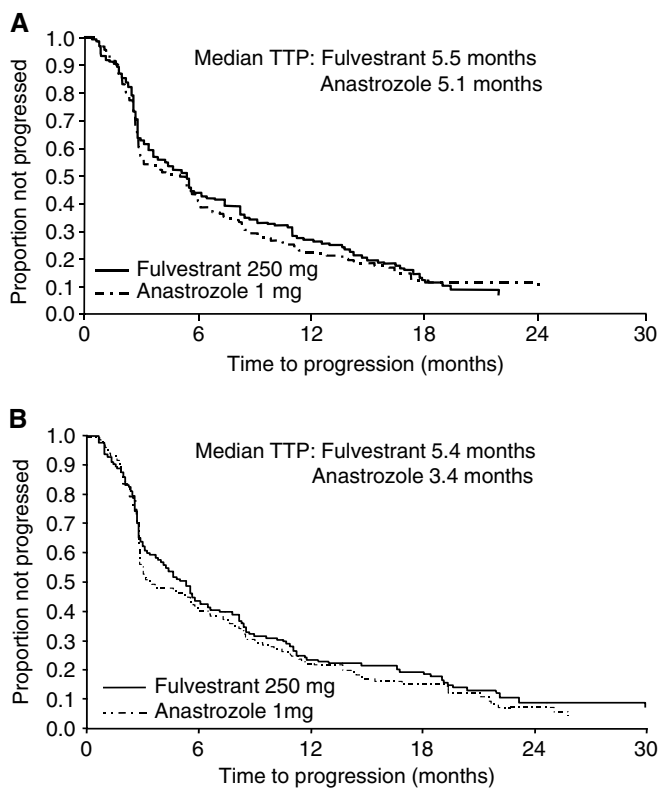 A
Median TTP: Fulvestrant 5.5 months
Anastrozole 5.1 months
Proportion not progressed
1.0
0.9
0.8
0.7
0.6
0.5
0.4
0.3
0.2
0.1
0.0
Fulvestrant 250 mg
Anastrozole 1 mg
0 6 12 18 24 30
Time to progression (months)
B
Median TTP: Fulvestrant 5.4 months
Anastrozole 3.4 months
Proportion not progressed
1.0
0.9
0.8
0.7
0.6
0.5
0.4
0.3
0.2
0.1
0.0
Fulvestrant 250 mg
Anastrozole 1mg
0 6 12 18 24 30
Time to progression (months)